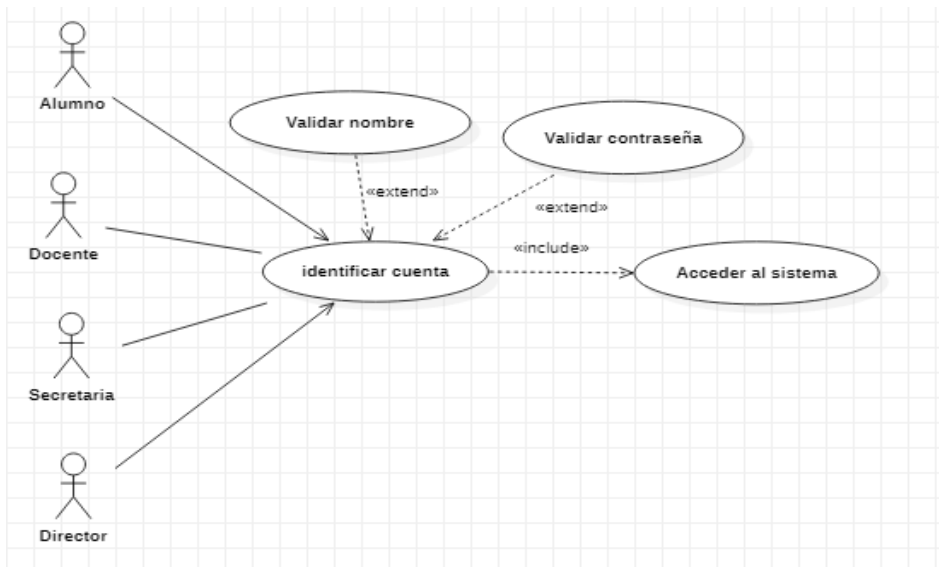 Alumno
Validar nombre
Validar contraseña
«extend»
«extend»
Docente
«include»
identificar cuenta
Acceder al sistema
Secretaria
Director